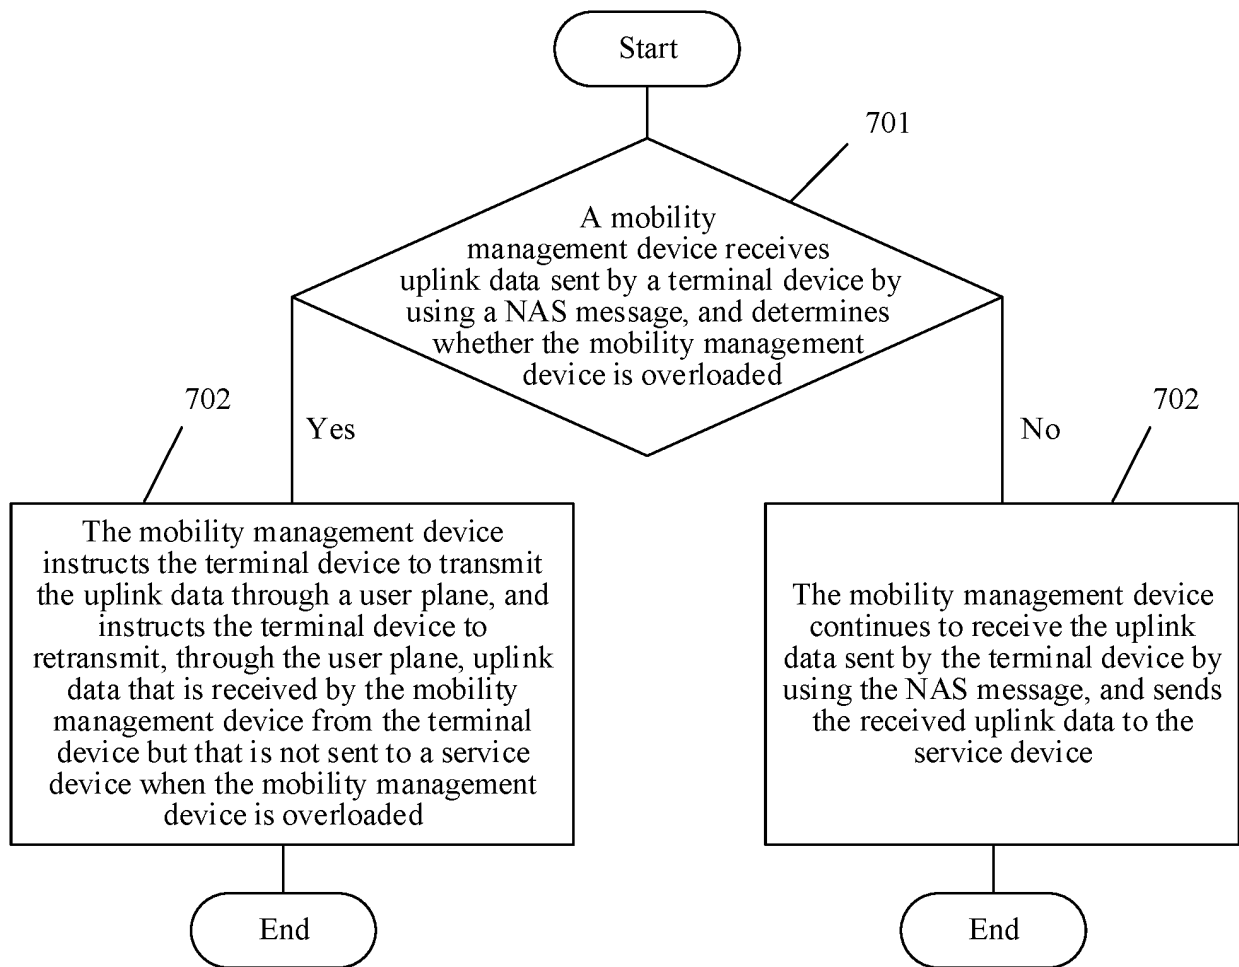 Start
701
A mobility
management device receives
uplink data sent by a terminal device by
using a NAS message, and determines
whether the mobility management
device is overloaded
702
Yes
No
702
The mobility management device
instructs the terminal device to transmit
the uplink data through a user plane, and
instructs the terminal device to
retransmit, through the user plane, uplink
data that is received by the mobility
management device from the terminal
device but that is not sent to a service
device when the mobility management
device is overloaded
The mobility management device
continues to receive the uplink
data sent by the terminal device by
using the NAS message, and sends
the received uplink data to the
service device
End
End